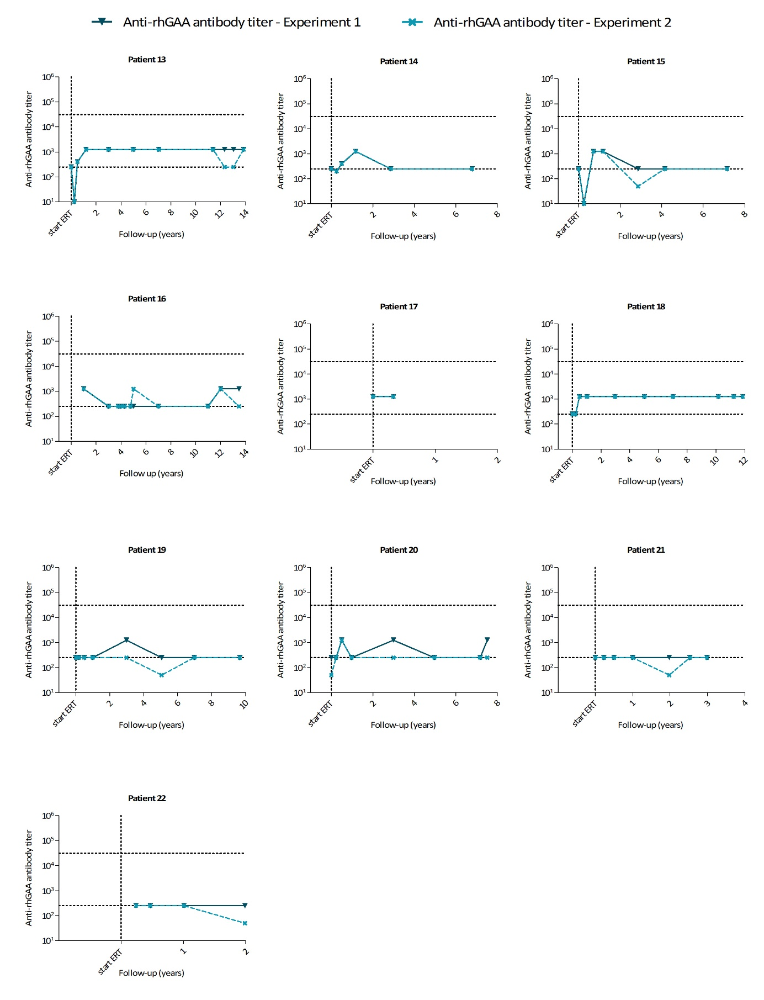 Anti-rhGAA antibody titer - Experiment 1
Anti-rhGAA antibody titer - Experiment 2
Patient 13
Anti-rhGAA antibody titer
10⁶
10⁵
10⁴
10³
10²
10¹
start ERT 2 4 6 8 10 12 14
Follow-up (years)
Patient 14
Anti-rhGAA antibody titer
10⁶
10⁵
10⁴
10³
10²
10¹
start ERT 2 4 6 8
Follow-up (years)
Patient 15
Anti-rhGAA antibody titer
10⁶
10⁵
10⁴
10³
10²
10¹
start ERT 2 4 6 8
Follow-up (years)
Patient 16
Anti-rhGAA antibody titer
10⁶
10⁵
10⁴
10³
10²
10¹
start ERT 2 4 6 8 10 12 14
Follow up (years)
Patient 17
Anti-rhGAA antibody titer
10⁶
10⁵
10⁴
10³
10²
10¹
start ERT 1 2
Follow-up (years)
Patient 18
Anti-rhGAA antibody titer
10⁶
10⁵
10⁴
10³
10²
10¹
start ERT 2 4 6 8 10 12
Follow-up (years)
Patient 19
Anti-rhGAA antibody titer
10⁶
10⁵
10⁴
10³
10²
10¹
start ERT 2 4 6 8 10
Follow-up (years)
Patient 20
Anti-rhGAA antibody titer
10⁶
10⁵
10⁴
10³
10²
10¹
start ERT 2 4 6 8
Follow-up (years)
Patient 21
Anti-rhGAA antibody titer
10⁶
10⁵
10⁴
10³
10²
10¹
start ERT 1 2 3 4
Follow-up (years)
Patient 22
Anti-rhGAA antibody titer
10⁶
10⁵
10⁴
10³
10²
10¹
start ERT 1 2
Follow-up (years)